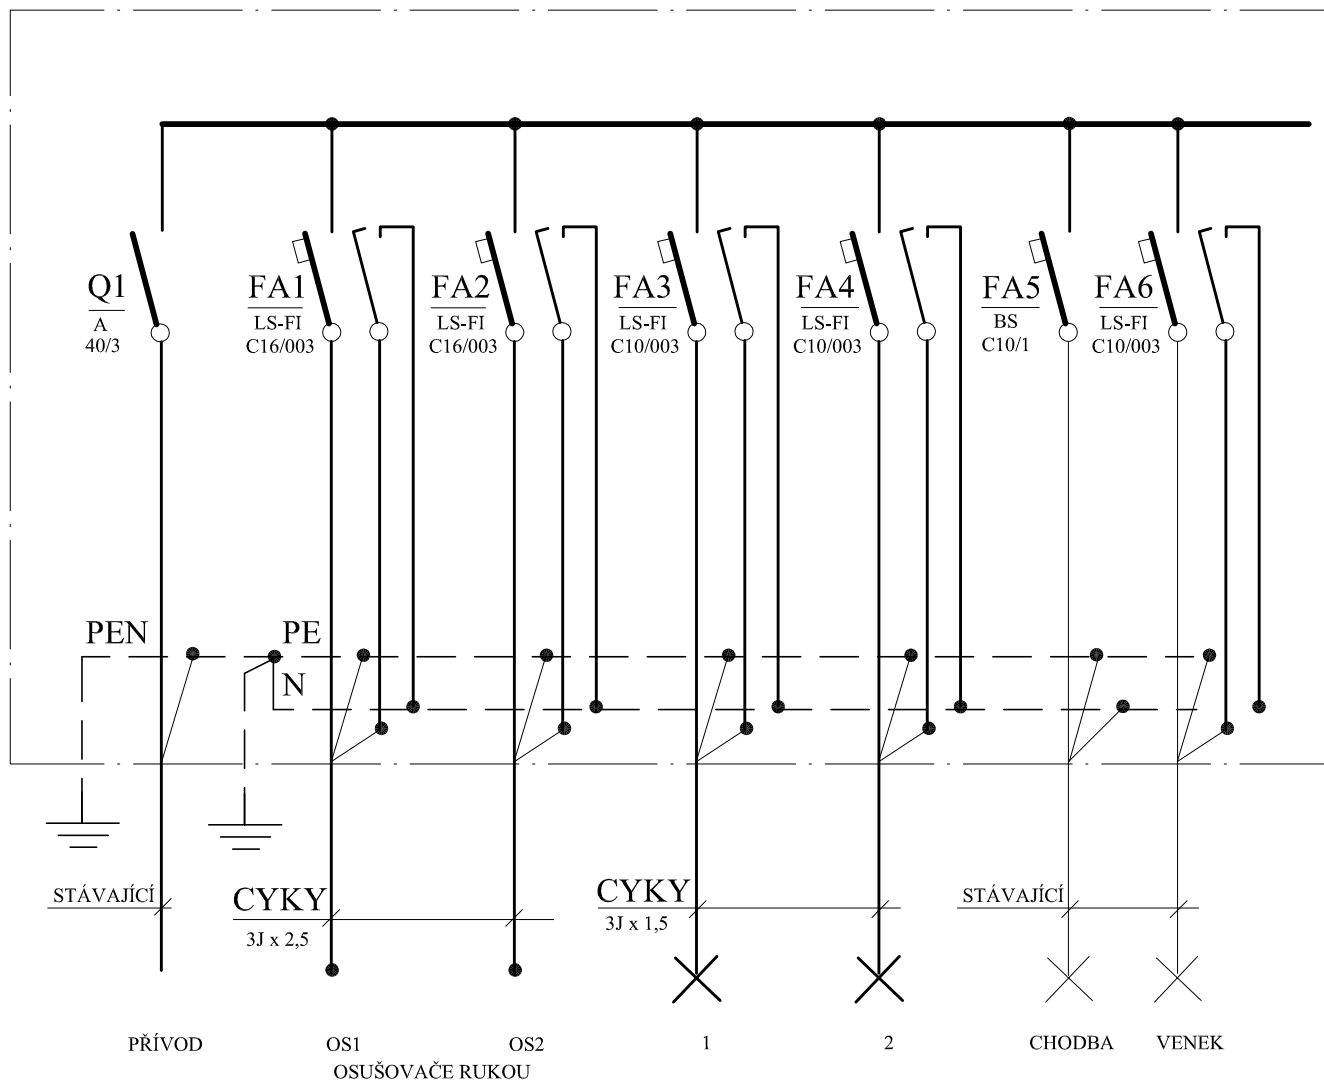 Q1
A
40/3
FA1
LS-FI
C16/003
FA2
LS-FI
C16/003
FA3
LS-FI
C10/003
FA4
LS-FI
C10/003
FA5
BS
C10/1
FA6
LS-FI
C10/003
PEN
PE
N
STÁVAJÍCÍ
CYKY
3J x 2,5
CYKY
3J x 1,5
STÁVAJÍCÍ
PŘÍVOD
OS1
OS2
1
2
CHODBA
VENEK
OSUŠOVAČE RUKOU